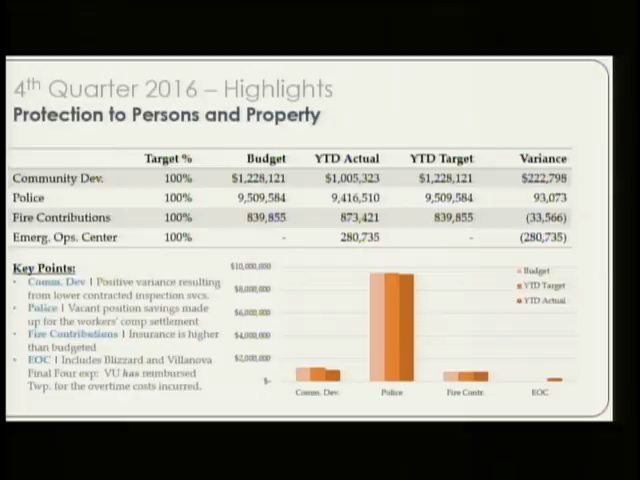 4th Quarter 2016 – Highlights
Protection to Persons and Property
Target % Budget YTD Actual YTD Target Variance
Community Dev. 100% $1,228,121 $1,005,323 $1,228,121 $222,798
Police 100% 9,509,584 9,416,510 9,509,584 93,073
Fire Contributions 100% 839,855 873,421 839,855 (33,566)
Emerg. Ops. Center 100% - 280,735 - (280,735)
Key Points:
• Comm. Dev | Positive variance resulting
from lower contracted inspection svcs.
• Police | Vacant position savings made
up for the workers' comp settlement
• Fire Contributions | Insurance is higher
than budgeted
• EOC | Includes Blizzard and Villanova
Final Four exp: VU has reimbursed
Twp. for the overtime costs incurred.
$10,000,000
$8,000,000
$6,000,000
$4,000,000
$2,000,000
$-
Comm. Dev. Police Fire Contr. EOC
Budget
YTD Target
YTD Actual